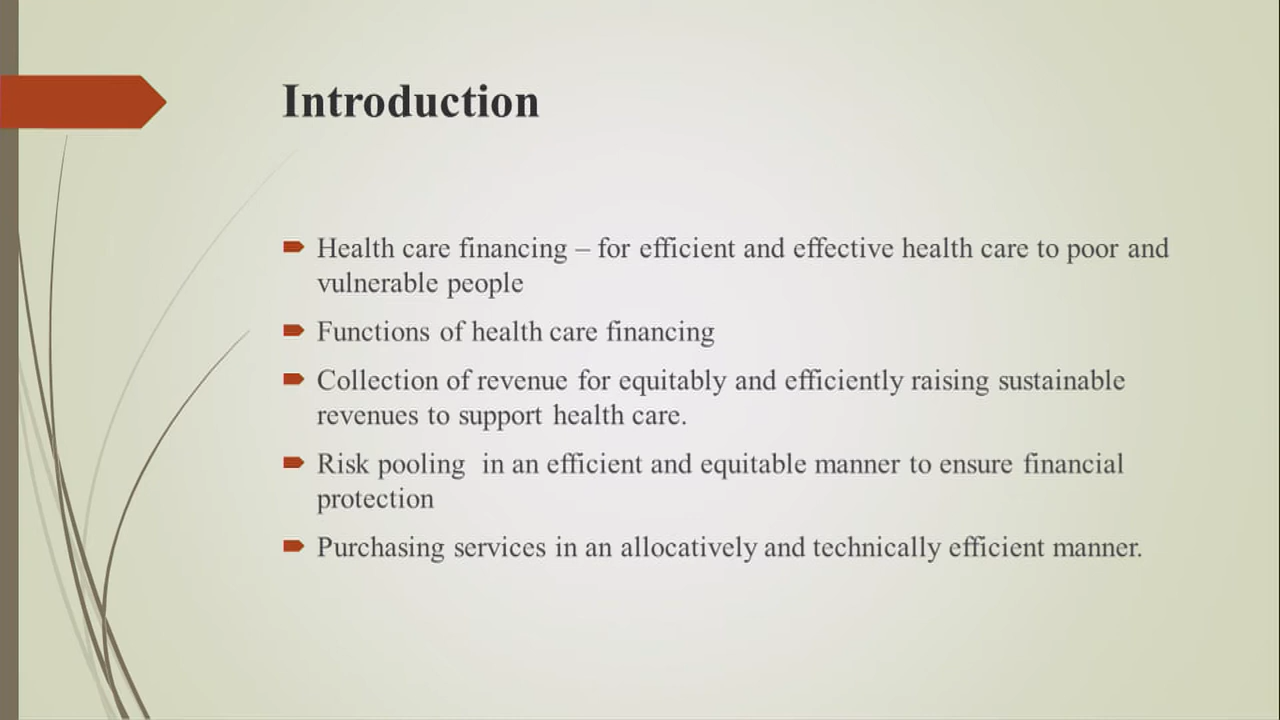 Introduction
Health care financing – for efficient and effective health care to poor and
vulnerable people
Functions of health care financing
Collection of revenue for equitably and efficiently raising sustainable
revenues to support health care.
Risk pooling  in an efficient and equitable manner to ensure financial
protection
Purchasing services in an allocatively and technically efficient manner.